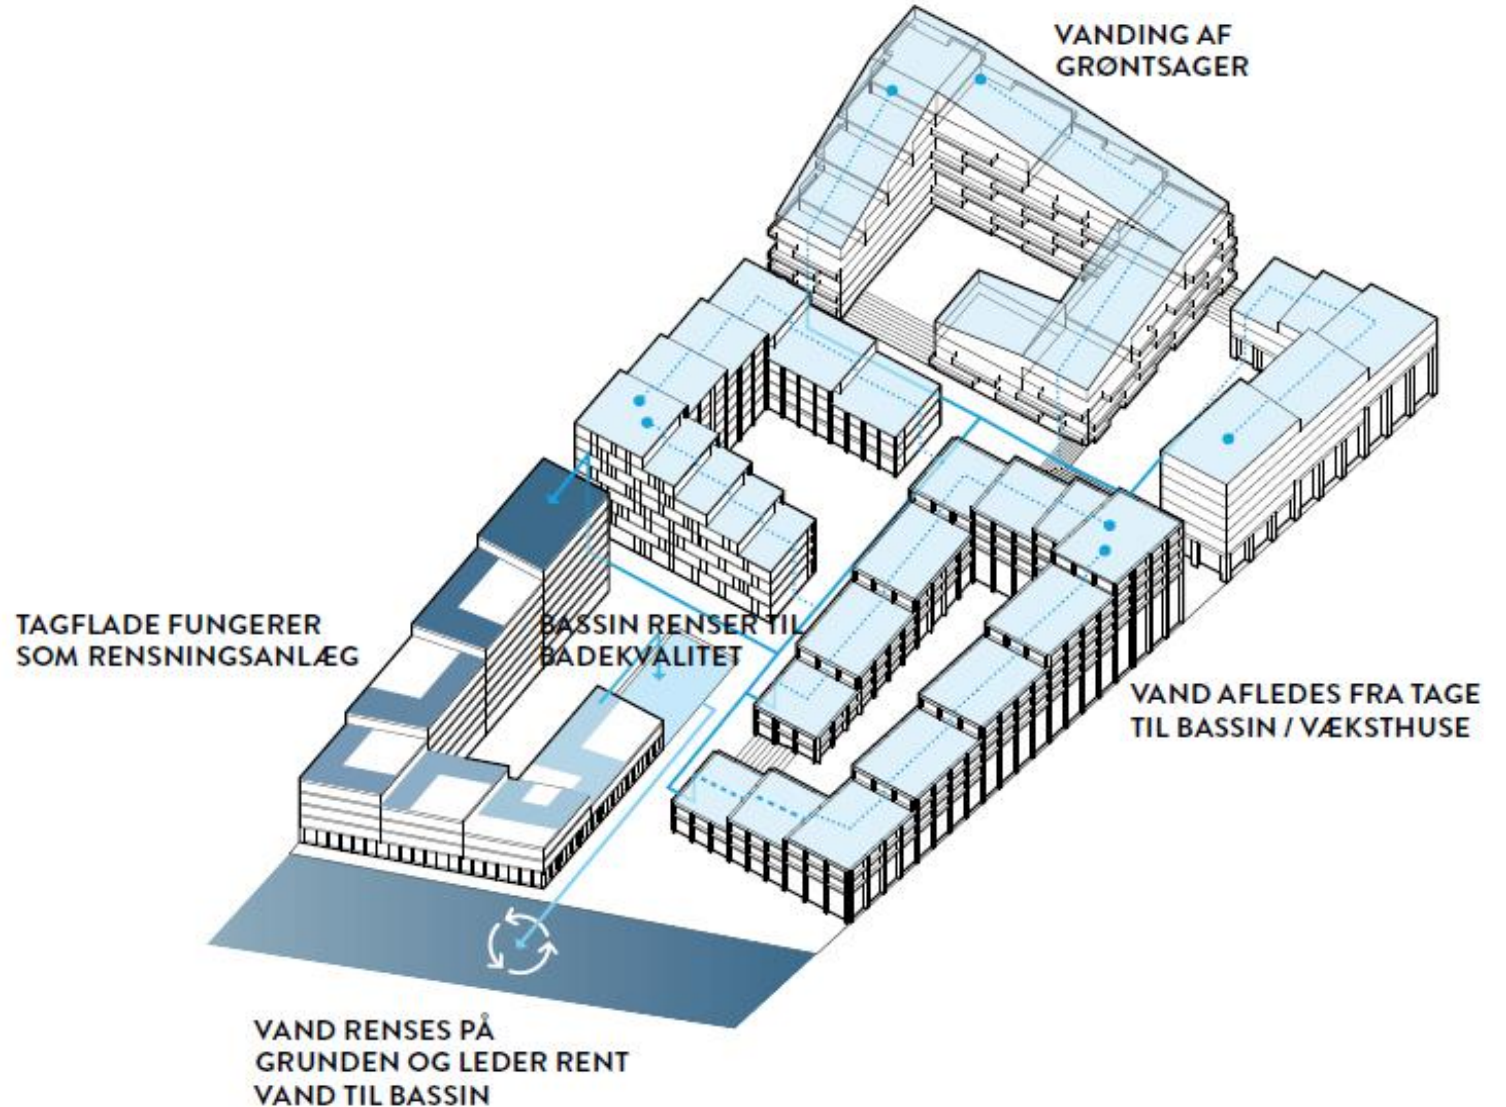 VANDING AF
GRØNTSAGER
TAGFLADE FUNGERER
SOM RENSNINGSANLÆG
BASSIN RENSER TIL
BADEKVALITET
VAND AFLEDES FRA TAGE
TIL BASSIN / VÆKSTHUSE
VAND RENSES PÅ
GRUNDEN OG LEDER RENT
VAND TIL BASSIN